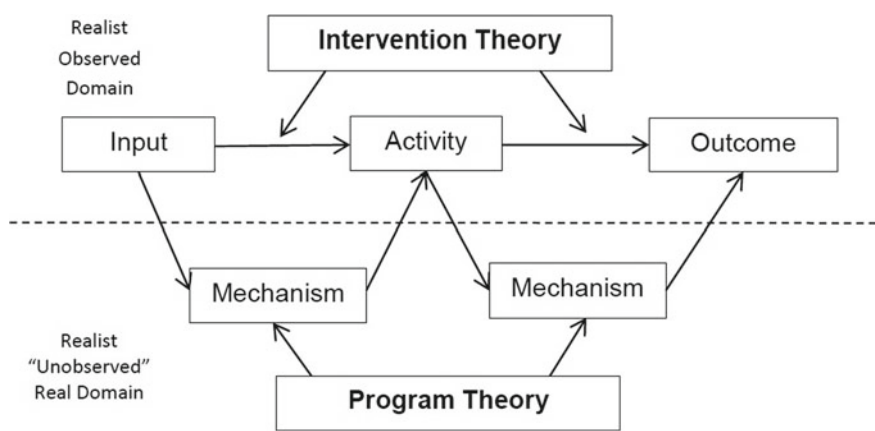 Realist
Observed
Domain
Intervention Theory
Input
Activity
Outcome
Mechanism
Mechanism
Realist
“Unobserved”
Real Domain
Program Theory